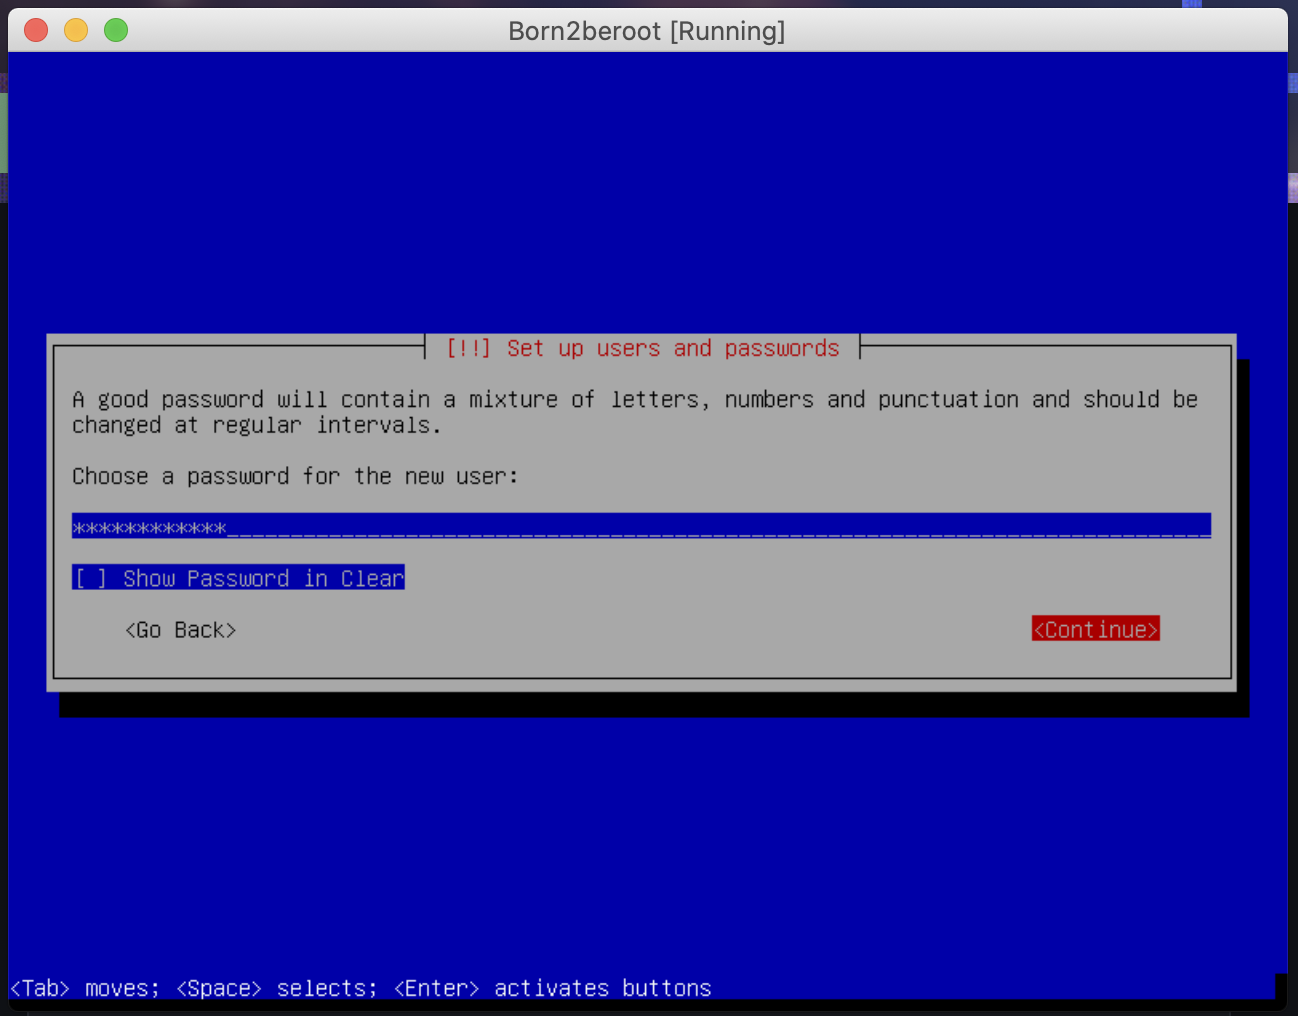 Born2beroot [Running]
[!!] Set up users and passwords
A good password will contain a mixture of letters, numbers and punctuation and should be
changed at regular intervals.
Choose a password for the new user:
************
[ ] Show Password in Clear
<Go Back> <Continue>
<Tab> moves; <Space> selects; <Enter> activates buttons